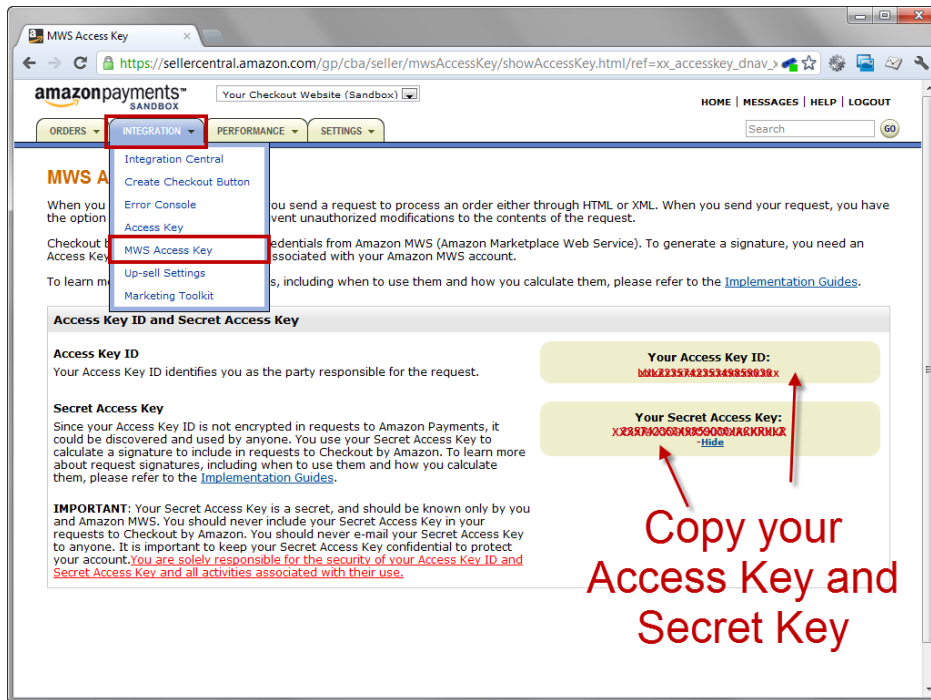 MWS Access Key
https://sellercentral.amazon.com/gp/cba/seller/mwsAccessKey/showAccessKey.html/ref=xx_accesskey_dnav_x
amazonpayments™
SANDBOX
Your Checkout Website (Sandbox)
HOME | MESSAGES | HELP | LOGOUT
ORDERS INTEGRATION PERFORMANCE SETTINGS
Search GO
Integration Central
Create Checkout Button
Error Console
Access Key
MWS Access Key
Up-sell Settings
Marketing Toolkit
MWS A
When you ou send a request to process an order either through HTML or XML. When you send your request, you have
the option vent unauthorized modifications to the contents of the request.
Checkout b edentials from Amazon MWS (Amazon Marketplace Web Service). To generate a signature, you need an
Access Key ssociated with your Amazon MWS account.
To learn m s, including when to use them and how you calculate them, please refer to the Implementation Guides.
Access Key ID and Secret Access Key
Access Key ID
Your Access Key ID identifies you as the party responsible for the request.
Your Access Key ID:
Secret Access Key
Since your Access Key ID is not encrypted in requests to Amazon Payments, it
could be discovered and used by anyone. You use your Secret Access Key to
calculate a signature to include in requests to Checkout by Amazon. To learn more
about request signatures, including when to use them and how you calculate
them, please refer to the Implementation Guides.
Your Secret Access Key:
-Hide
IMPORTANT: Your Secret Access Key is a secret, and should be known only by you
and Amazon MWS. You should never include your Secret Access Key in your
requests to Checkout by Amazon. You should never e-mail your Secret Access Key
to anyone. It is important to keep your Secret Access Key confidential to protect
your account.You are solely responsible for the security of your Access Key ID and
Secret Access Key and all activities associated with their use.
Copy your
Access Key and
Secret Key